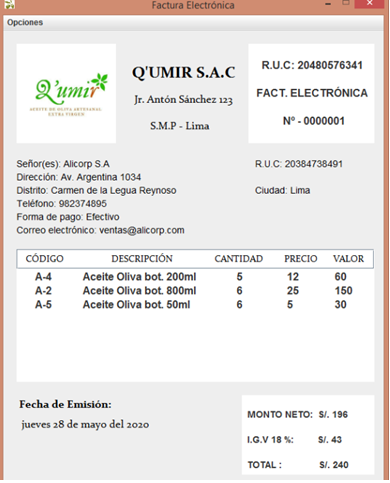 Factura Electrónica
Opciones
Q'umir
ACEITE DE OLIVA ARTESANAL
EXTRA VIRGEN
Q'UMIR S.A.C
Jr. Antón Sánchez 123
S.M.P - Lima
R.U.C: 20480576341
FACT. ELECTRÓNICA
Nº - 0000001
Señor(es): Alicorp S.A
R.U.C: 20384738491
Dirección: Av. Argentina 1034
Distrito: Carmen de la Legua Reynoso
Ciudad: Lima
Teléfono: 982374895
Forma de pago: Efectivo
Correo electrónico: ventas@alicorp.com
CÓDIGO DESCRIPCIÓN CANTIDAD PRECIO VALOR
A-4 Aceite Oliva bot. 200ml 5 12 60
A-2 Aceite Oliva bot. 800ml 6 25 150
A-5 Aceite Oliva bot. 50ml 6 5 30
Fecha de Emisión:
jueves 28 de mayo del 2020
MONTO NETO: S/. 196
I.G.V 18 %: S/. 43
TOTAL : S/. 240